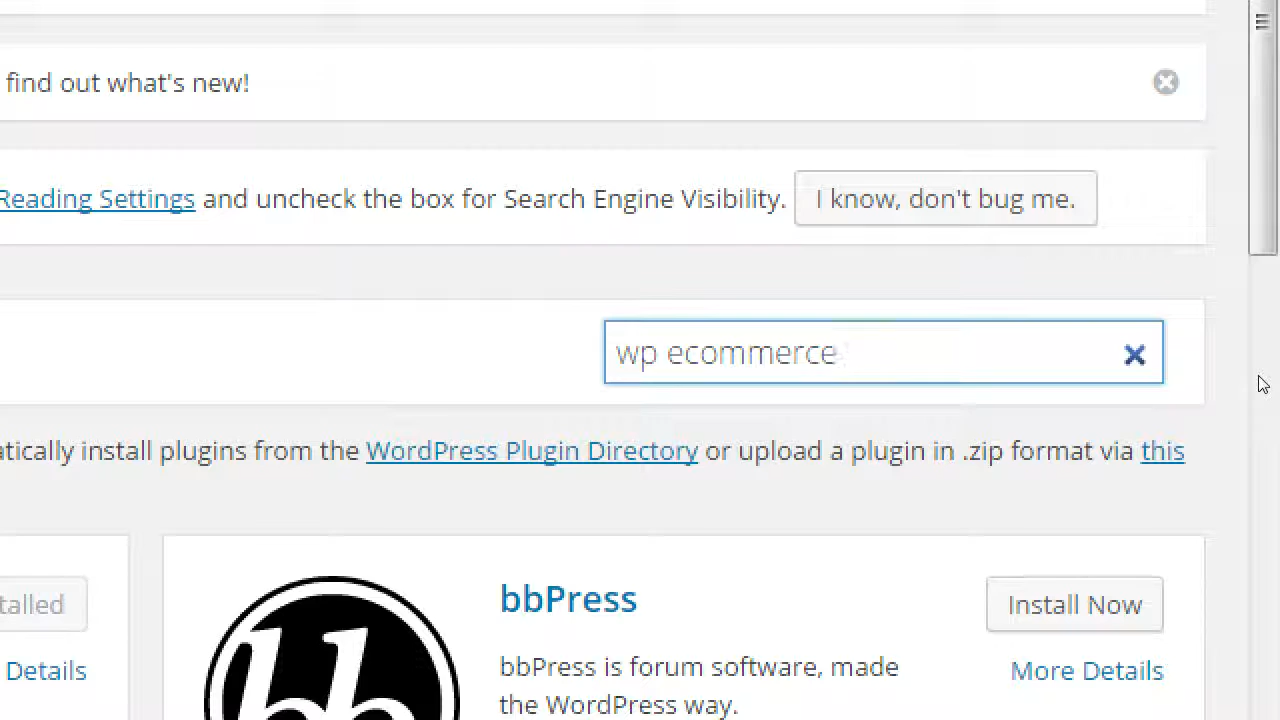 find out what's new!
Reading Settings and uncheck the box for Search Engine Visibility. I know, don't bug me.
wp ecommerce
atically install plugins from the WordPress Plugin Directory or upload a plugin in .zip format via this
talled
bbPress
Install Now
Details
bbPress is forum software, made
More Details
the WordPress way.
bb